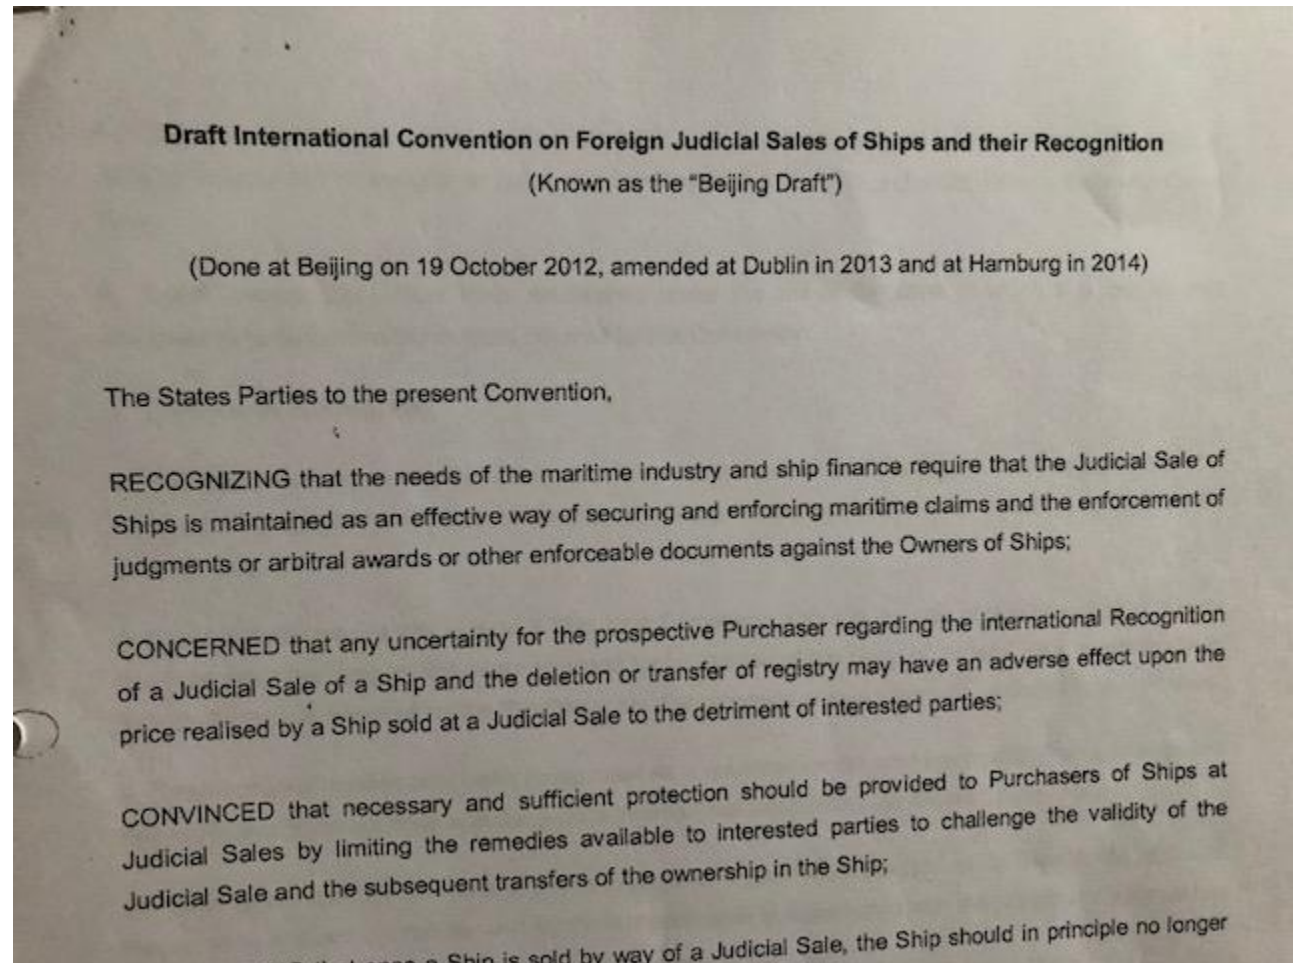 Draft International Convention on Foreign Judicial Sales of Ships and their Recognition
(Known as the “Beijing Draft”)
(Done at Beijing on 19 October 2012, amended at Dublin in 2013 and at Hamburg in 2014)
The States Parties to the present Convention,
RECOGNIZING that the needs of the maritime industry and ship finance require that the Judicial Sale of
Ships is maintained as an effective way of securing and enforcing maritime claims and the enforcement of
judgments or arbitral awards or other enforceable documents against the Owners of Ships;
CONCERNED that any uncertainty for the prospective Purchaser regarding the international Recognition
of a Judicial Sale of a Ship and the deletion or transfer of registry may have an adverse effect upon the
price realised by a Ship sold at a Judicial Sale to the detriment of interested parties;
CONVINCED that necessary and sufficient protection should be provided to Purchasers of Ships at
Judicial Sales by limiting the remedies available to interested parties to challenge the validity of the
Judicial Sale and the subsequent transfers of the ownership in the Ship;
a Ship is sold by way of a Judicial Sale, the Ship should in principle no longer